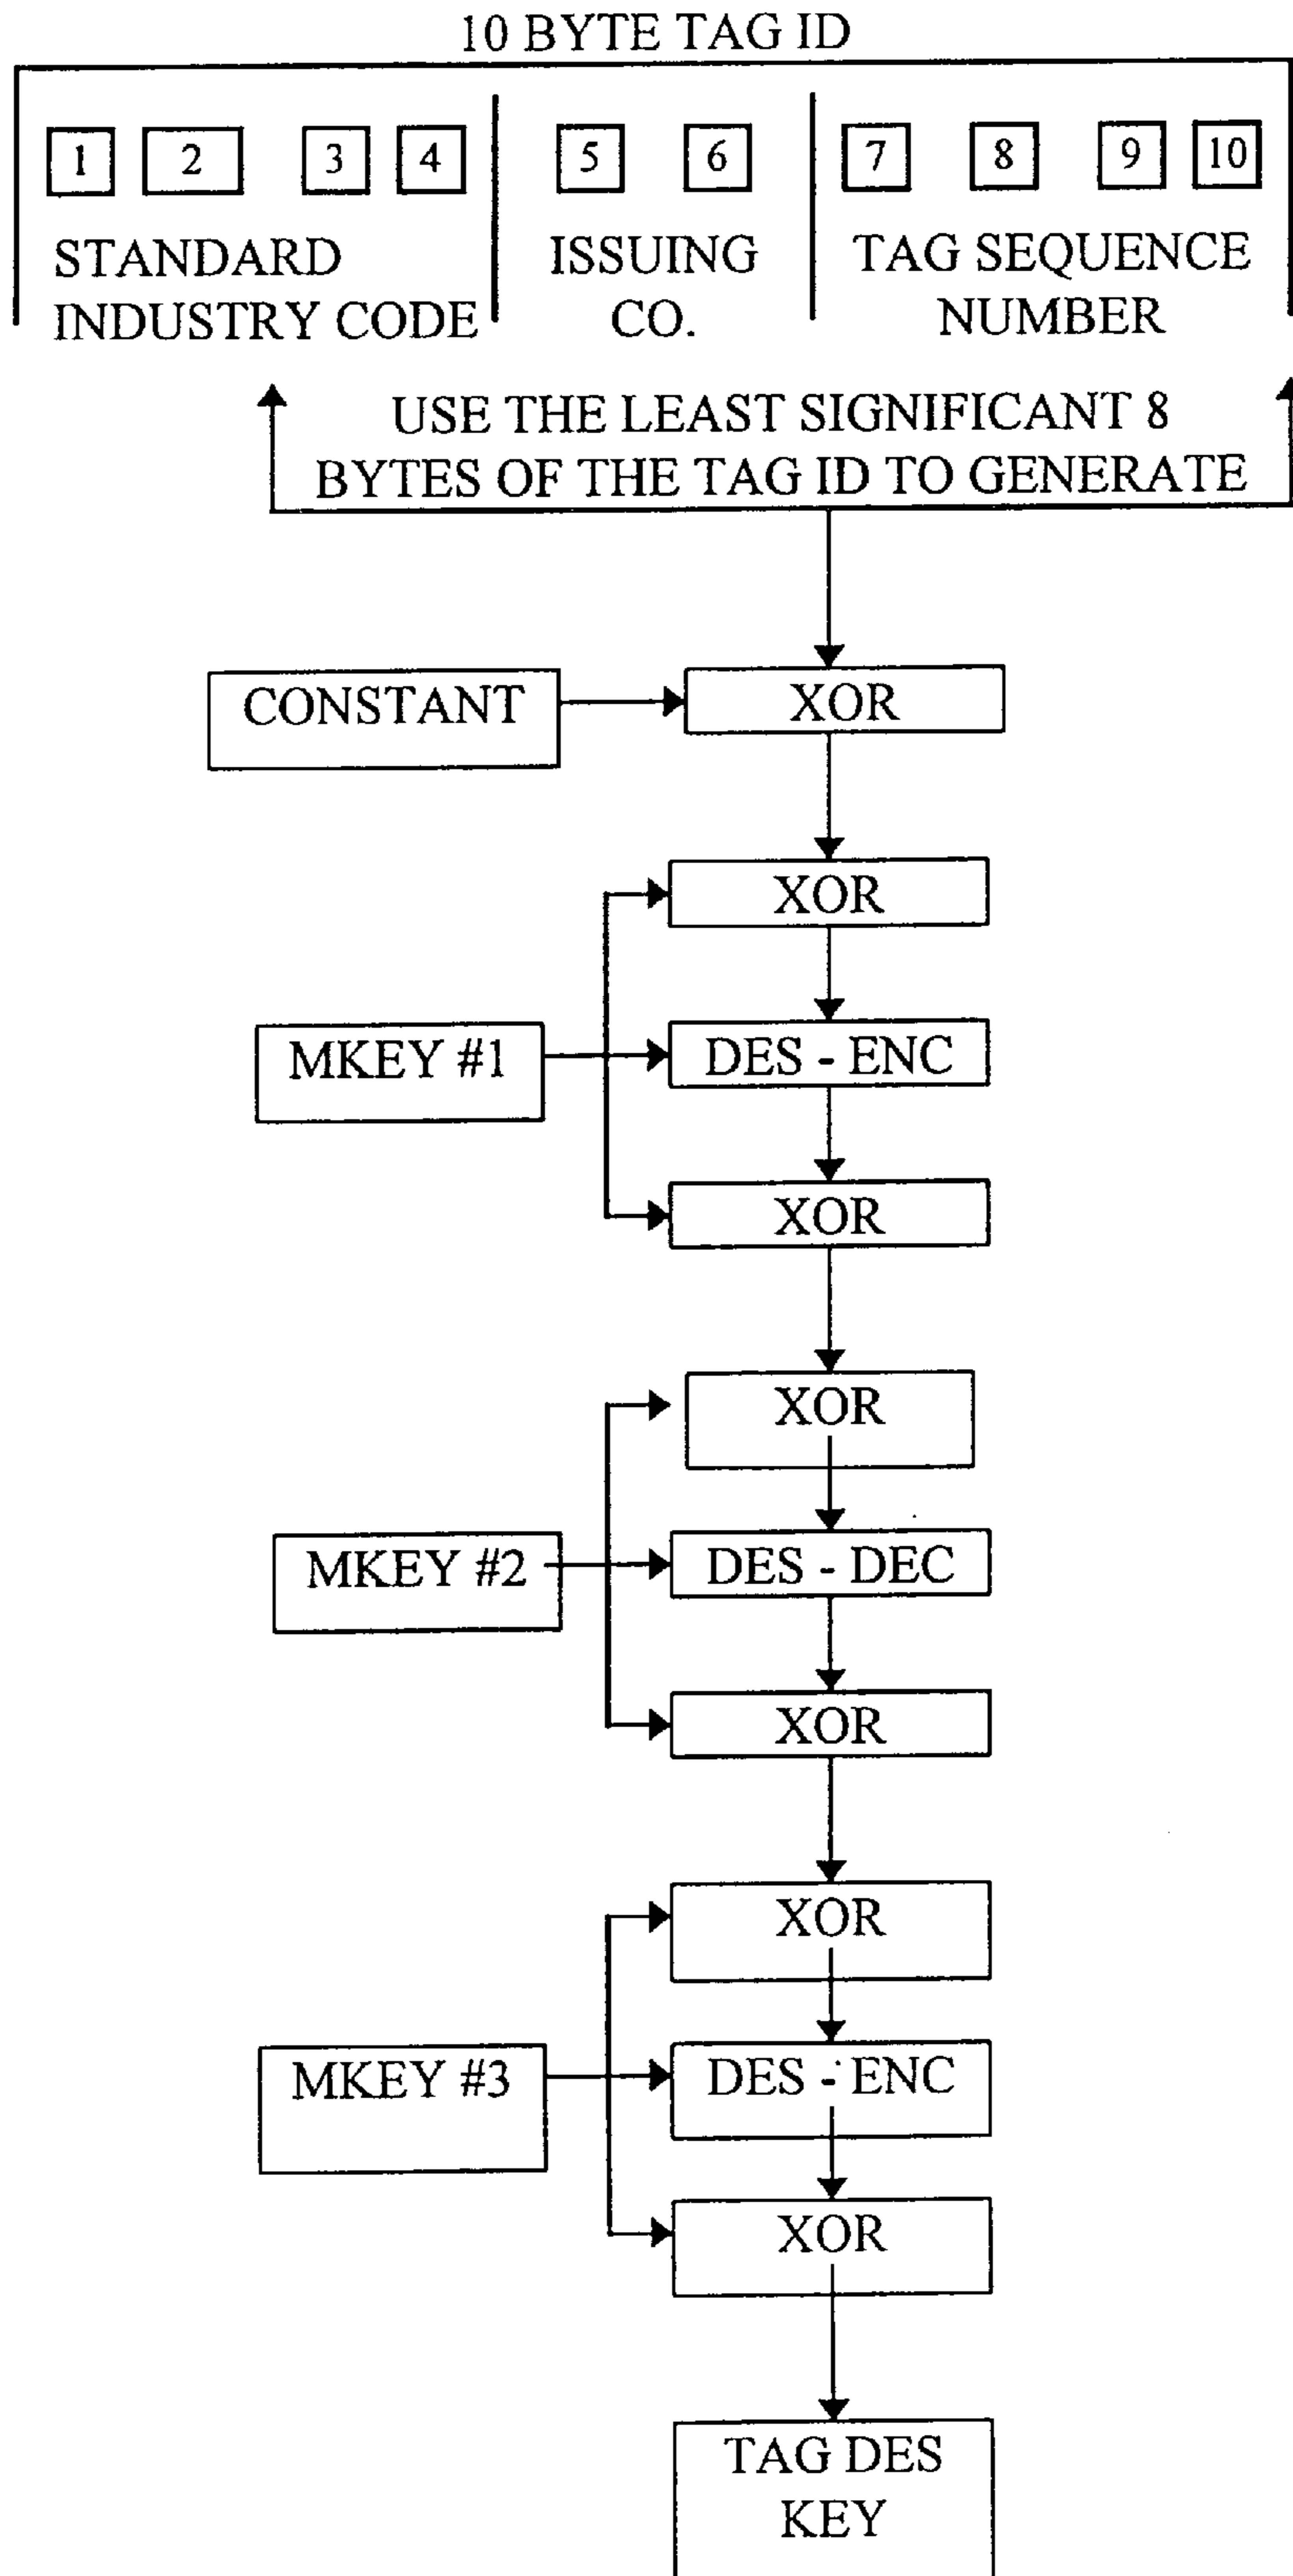 10 BYTE TAG ID
1 2 3 4 5 6 7 8 9 10
STANDARD
INDUSTRY CODE
ISSUING
CO.
TAG SEQUENCE
NUMBER
USE THE LEAST SIGNIFICANT 8
BYTES OF THE TAG ID TO GENERATE
CONSTANT
XOR
XOR
MKEY #1
DES - ENC
XOR
XOR
MKEY #2
DES - DEC
XOR
XOR
MKEY #3
DES - ENC
XOR
TAG DES
KEY